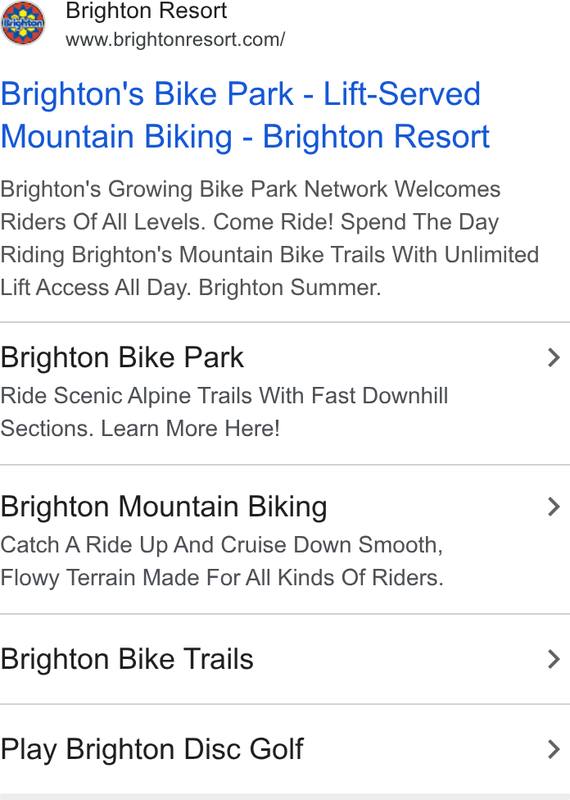 Brighton
Brighton Resort
www.brightonresort.com/
Brighton's Bike Park - Lift-Served
Mountain Biking - Brighton Resort
Brighton's Growing Bike Park Network Welcomes
Riders Of All Levels. Come Ride! Spend The Day
Riding Brighton's Mountain Bike Trails With Unlimited
Lift Access All Day. Brighton Summer.
Brighton Bike Park
Ride Scenic Alpine Trails With Fast Downhill
Sections. Learn More Here!
Brighton Mountain Biking
Catch A Ride Up And Cruise Down Smooth,
Flowy Terrain Made For All Kinds Of Riders.
Brighton Bike Trails
Play Brighton Disc Golf